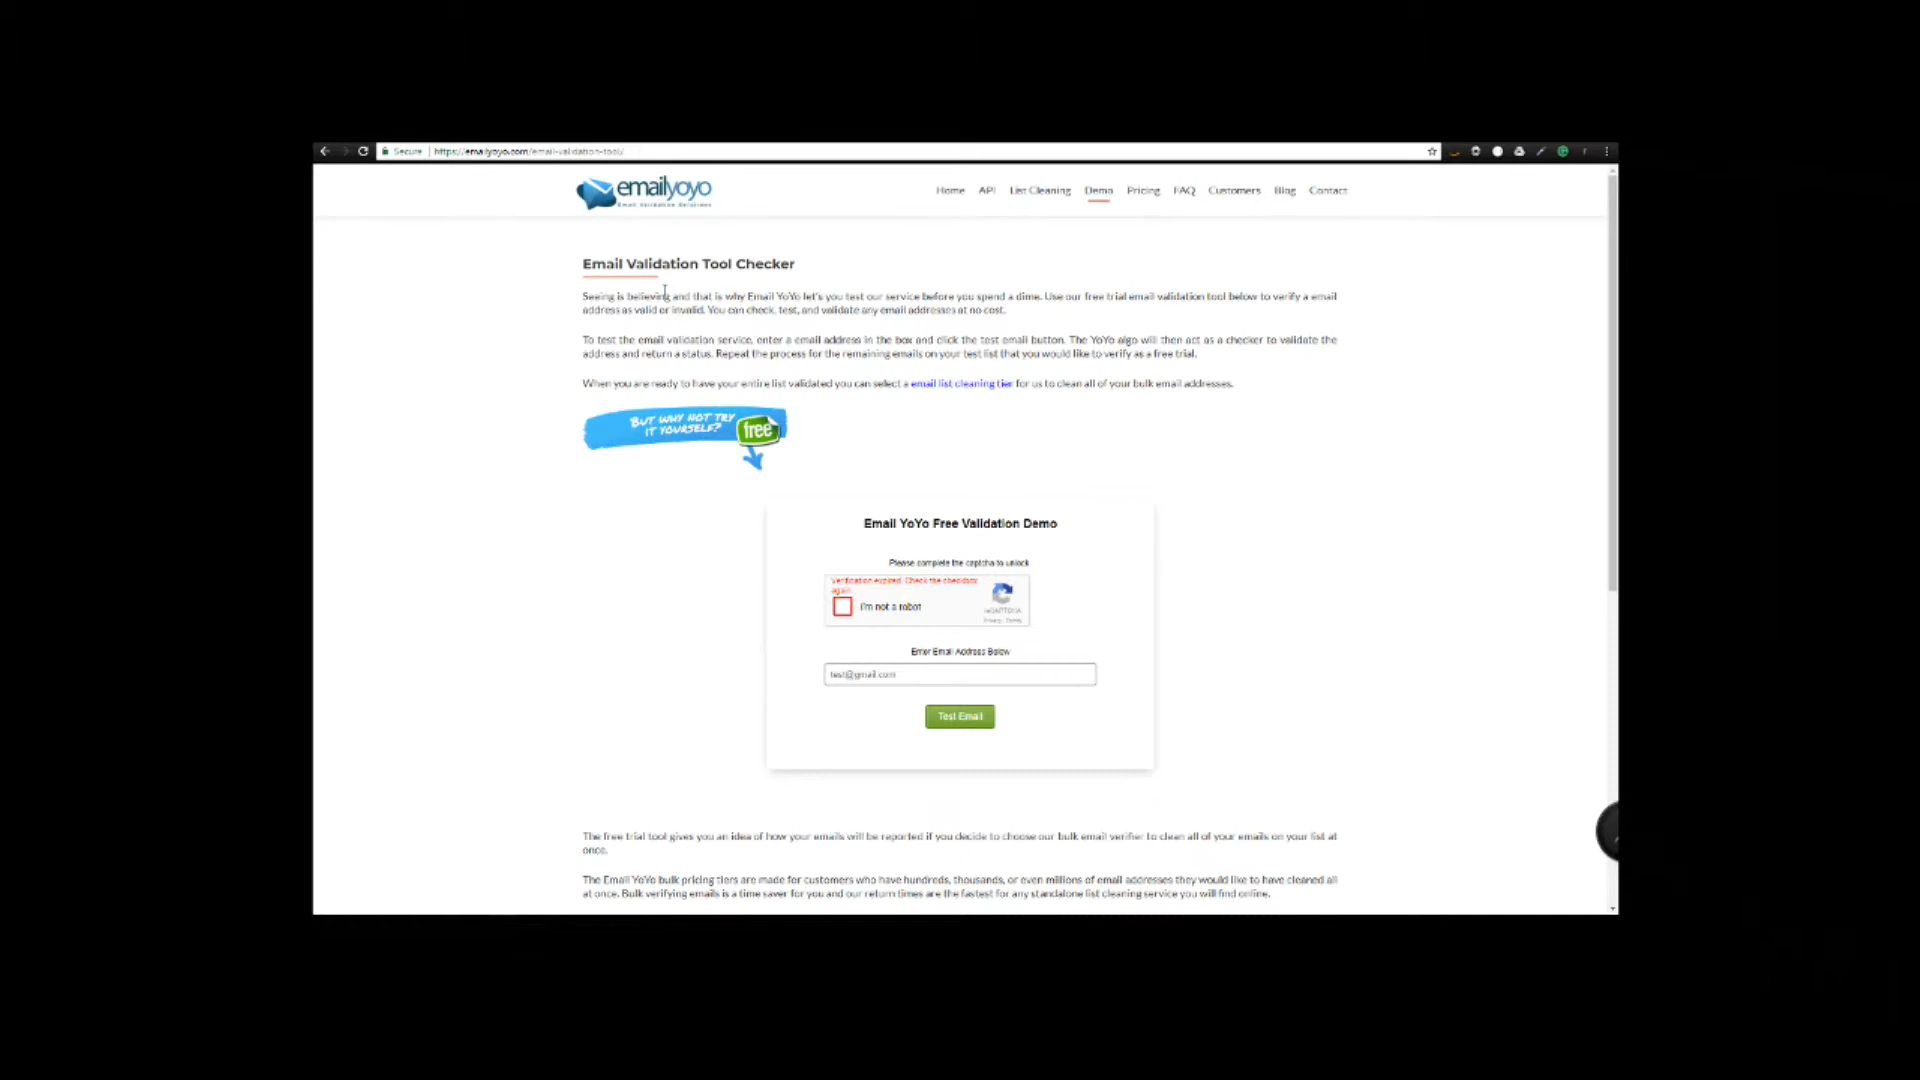 Secure | https://emailyoyo.com/email-validation-tool/
emailyoyo
Email Validation Solutions
Home API List Cleaning Demo Pricing FAQ Customers Blog Contact
Email Validation Tool Checker
Seeing is believing and that is why Email YoYo let's you test our service before you spend a dime. Use our free trial email validation tool below to verify a email
address as valid or invalid. You can check, test, and validate any email addresses at no cost.
To test the email validation service, enter a email address in the box and click the test email button. The YoYo algo will then act as a checker to validate the
address and return a status. Repeat the process for the remaining emails on your test list that you would like to verify as a free trial.
When you are ready to have your entire list validated you can select a email list cleaning tier for us to clean all of your bulk email addresses.
BUT WHY NOT TRY
IT YOURSELF?
free
Email YoYo Free Validation Demo
Please complete the captcha to unlock
Verification expired. Check the checkbox
again.
I'm not a robot
reCAPTCHA
Privacy - Terms
Enter Email Address Below
test@gmail.com
Test Email
The free trial tool gives you an idea of how your emails will be reported if you decide to choose our bulk email verifier to clean all of your emails on your list at
once.
The Email YoYo bulk pricing tiers are made for customers who have hundreds, thousands, or even millions of email addresses they would like to have cleaned all
at once. Bulk verifying emails is a time saver for you and our return times are the fastest for any standalone list cleaning service you will find online.